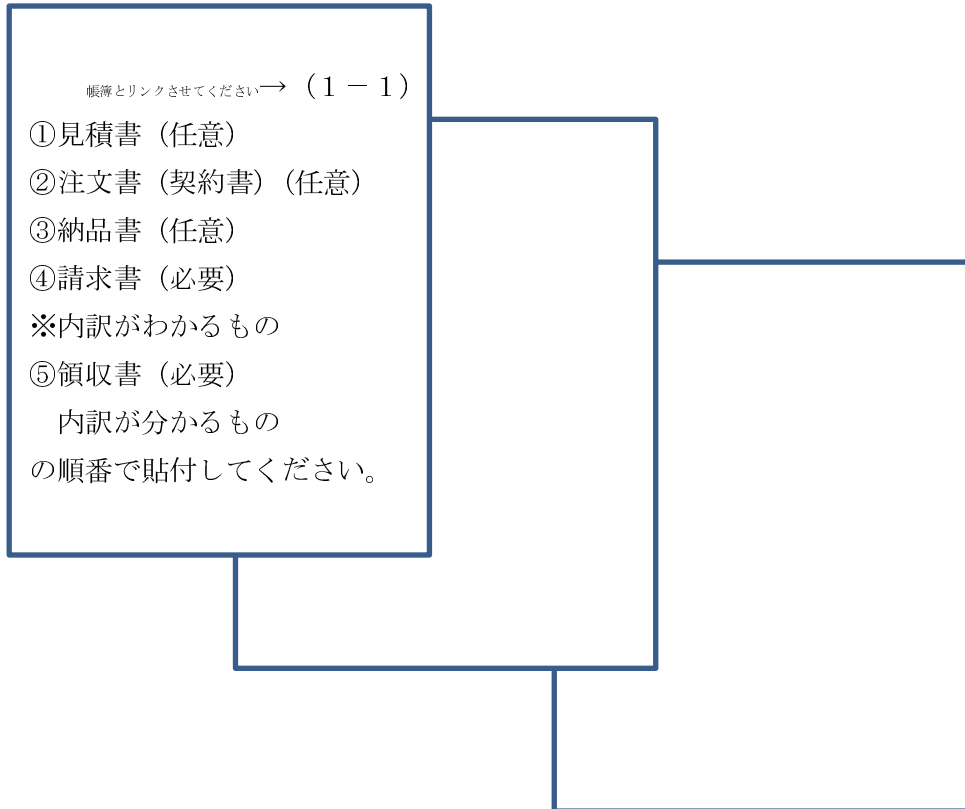 帳簿とリンクさせてください→（１－１）
①見積書（任意）
②注文書（契約書）（任意）
③納品書（任意）
④請求書（必要）
※内訳がわかるもの
⑤領収書（必要）
　内訳が分かるもの
の順番で貼付してください。